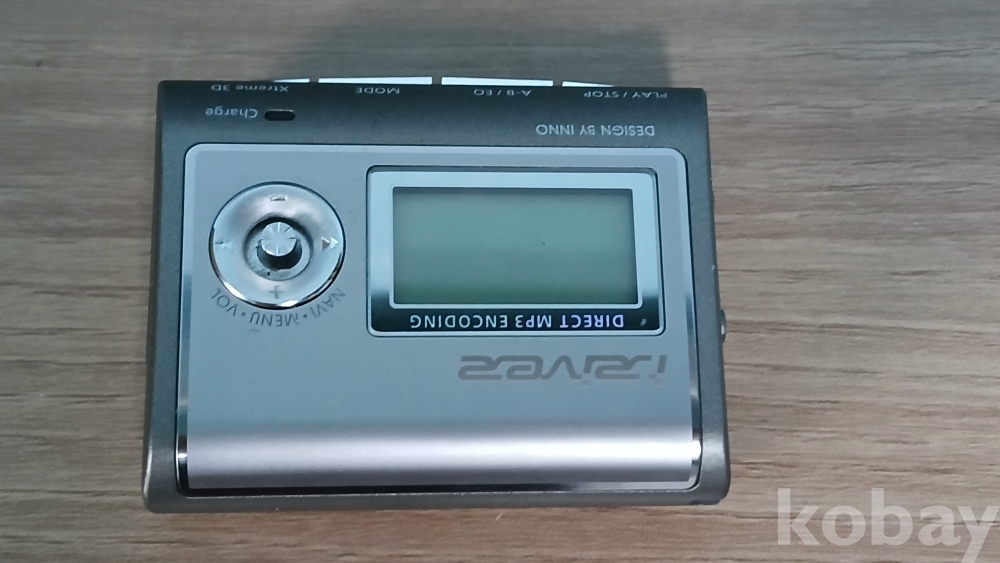 iRiver
DIRECT MP3 ENCODING
NAVI • MENU • VOL
DESIGN BY INNO
Charge
PLAY / STOP
A-B / EQ
MODE
Xtreme 3D
kobay